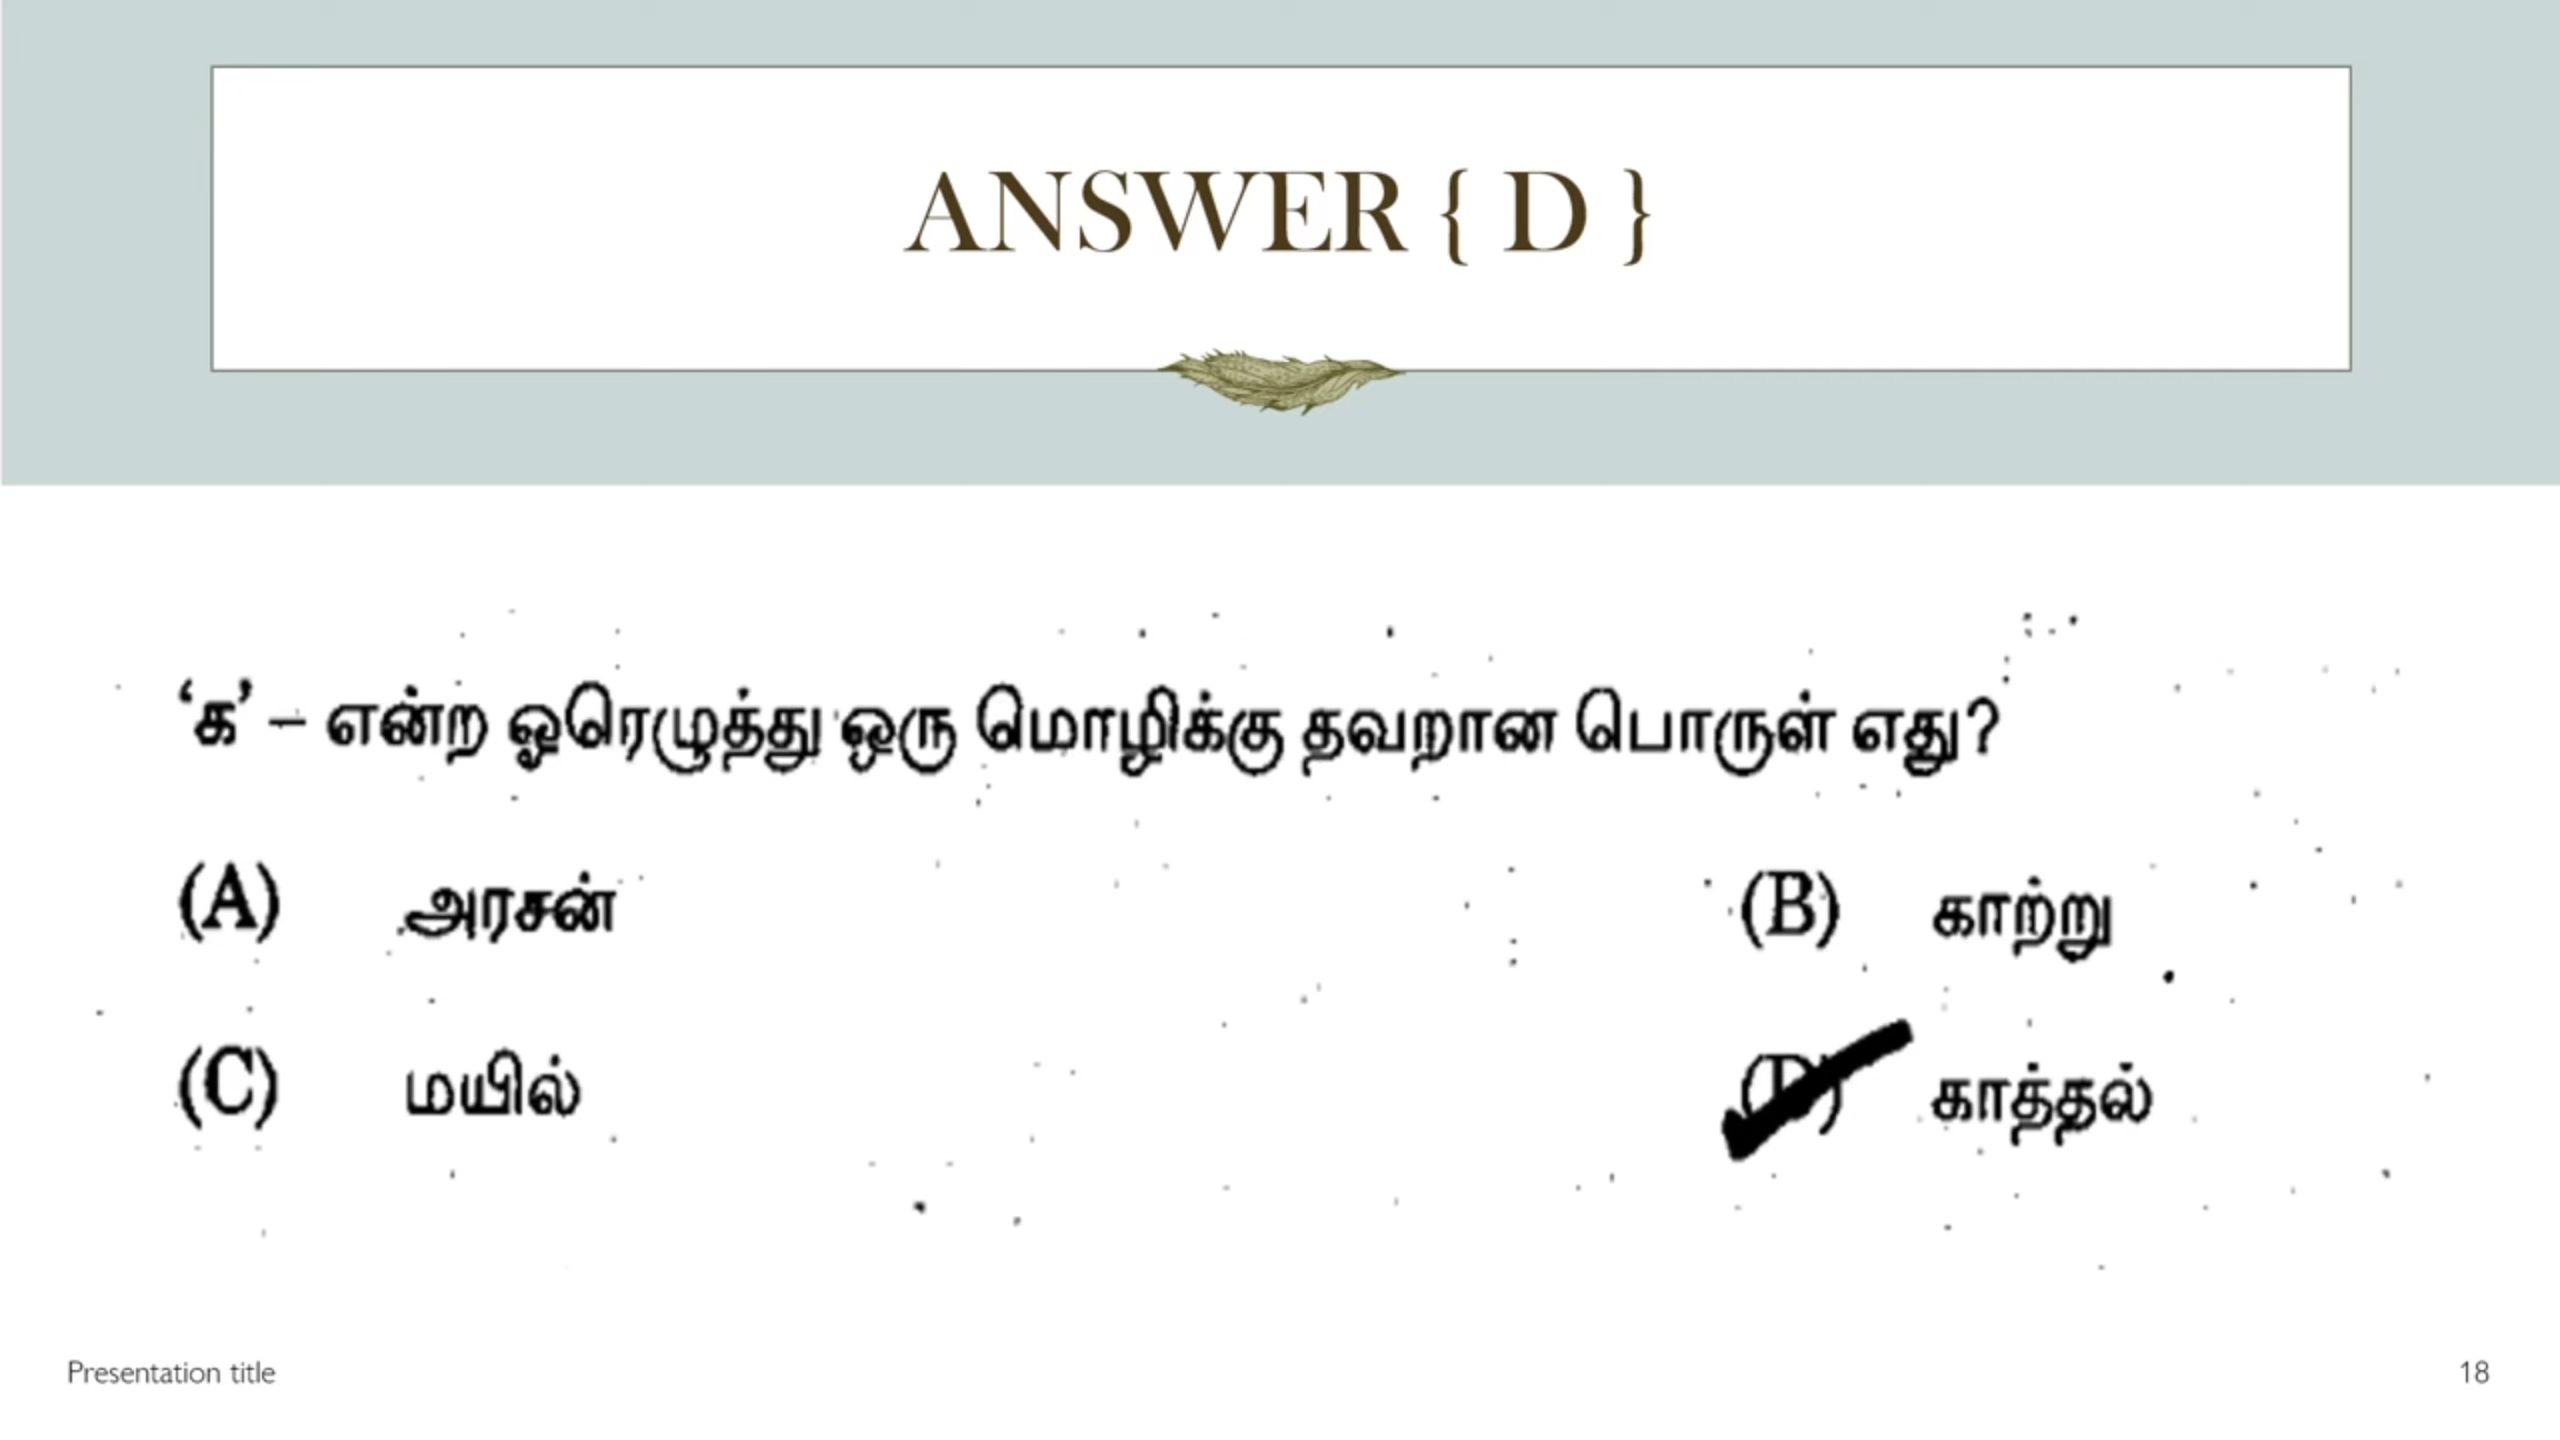 ANSWER { D }
‘க’ – என்ற ஓரெழுத்து ஒரு மொழிக்கு தவறான பொருள் எது?
(A) அரசன் (B) காற்று
(C) மயில் (D) காத்தல்
Presentation title 18